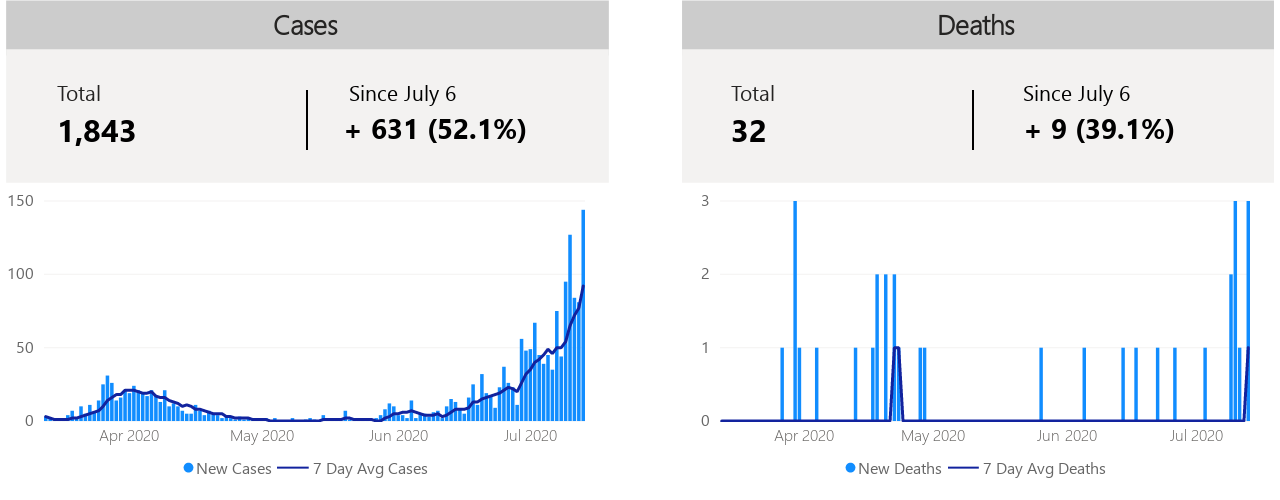 Cases
Total
1,843
Since July 6
+ 631 (52.1%)
150
100
50
0
Apr 2020
May 2020
Jun 2020
Jul 2020
New Cases
7 Day Avg Cases
Deaths
Total
32
Since July 6
+ 9 (39.1%)
3
2
1
0
Apr 2020
May 2020
Jun 2020
Jul 2020
New Deaths
7 Day Avg Deaths